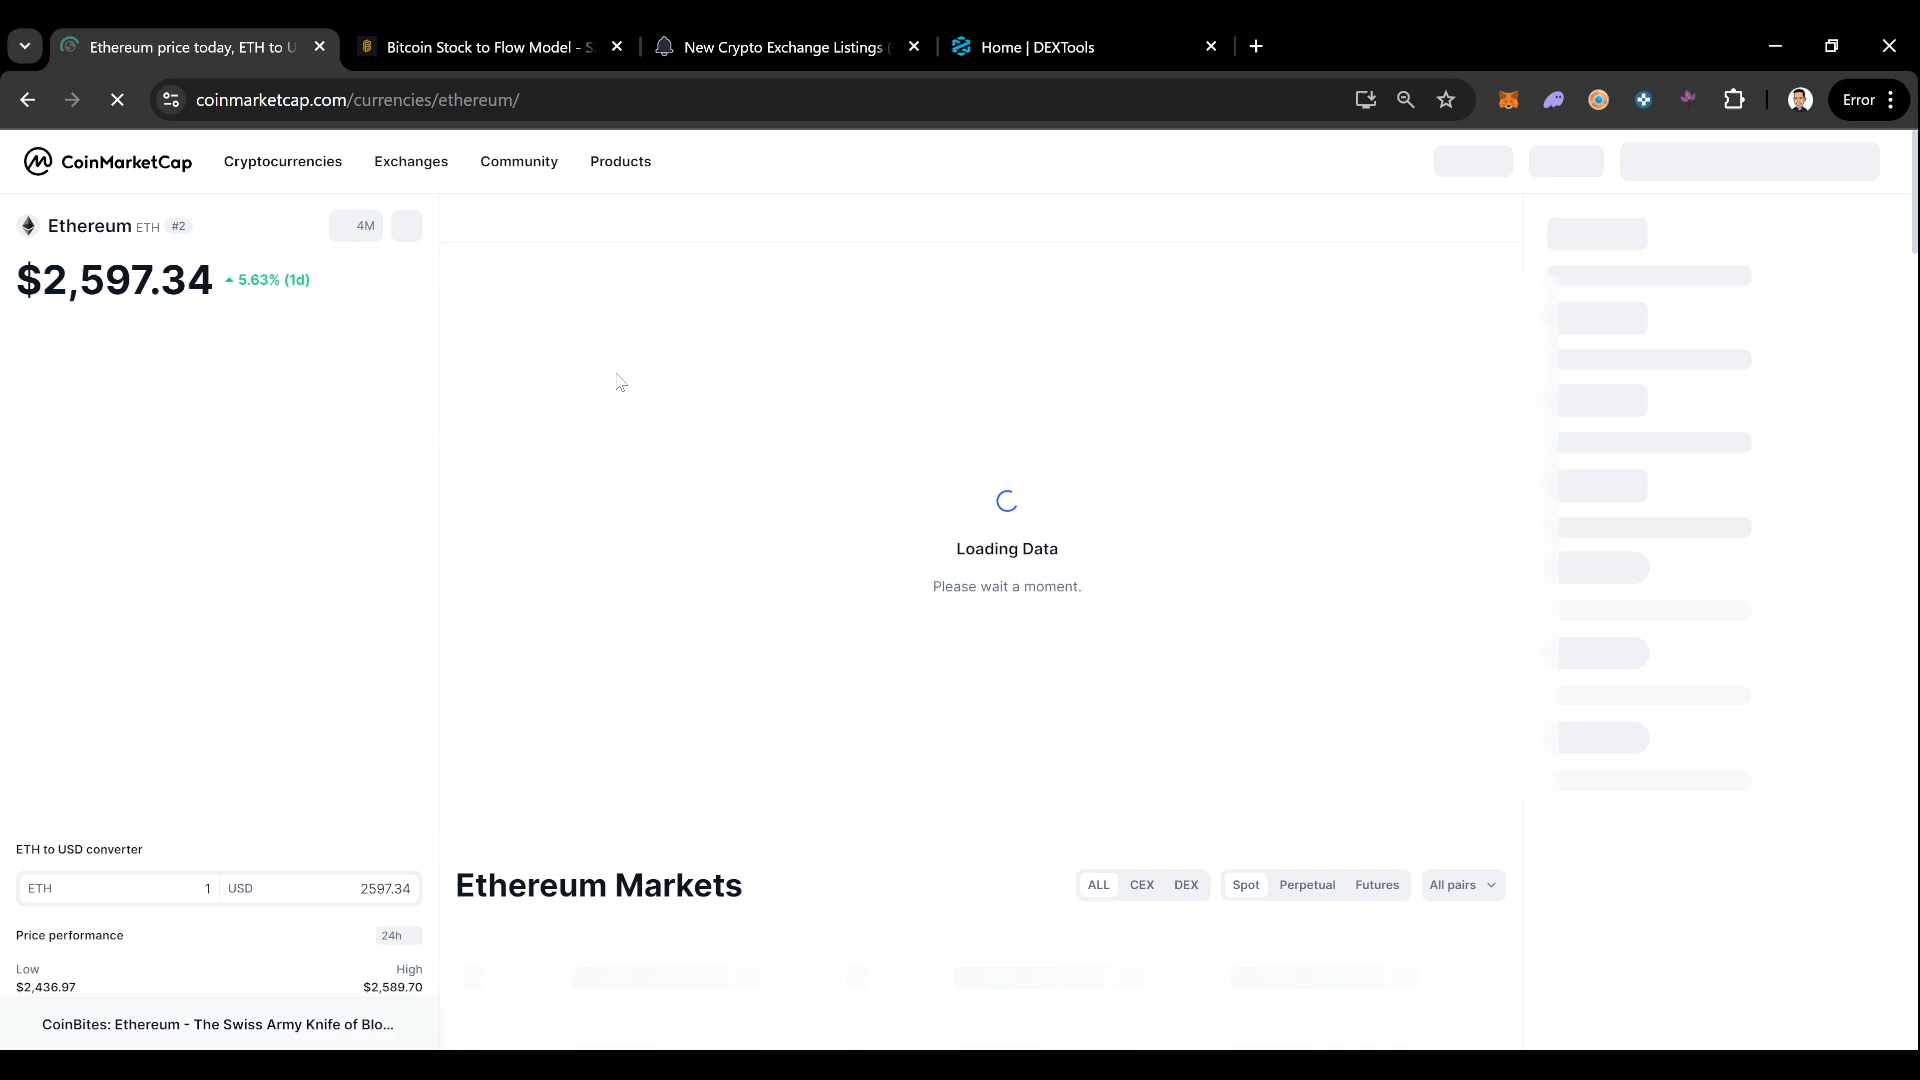 Ethereum price today, ETH to U
Bitcoin Stock to Flow Model - S
New Crypto Exchange Listings (
Home | DEXTools
coinmarketcap.com/currencies/ethereum/
Error
CoinMarketCap
Cryptocurrencies
Exchanges
Community
Products
Ethereum ETH #2
4M
$2,597.34
5.63% (1d)
Loading Data
Please wait a moment.
ETH to USD converter
ETH 1
USD 2597.34
Price performance
24h
Low
High
$2,436.97
$2,589.70
CoinBites: Ethereum - The Swiss Army Knife of Blo...
Ethereum Markets
ALL CEX DEX
Spot Perpetual Futures
All pairs